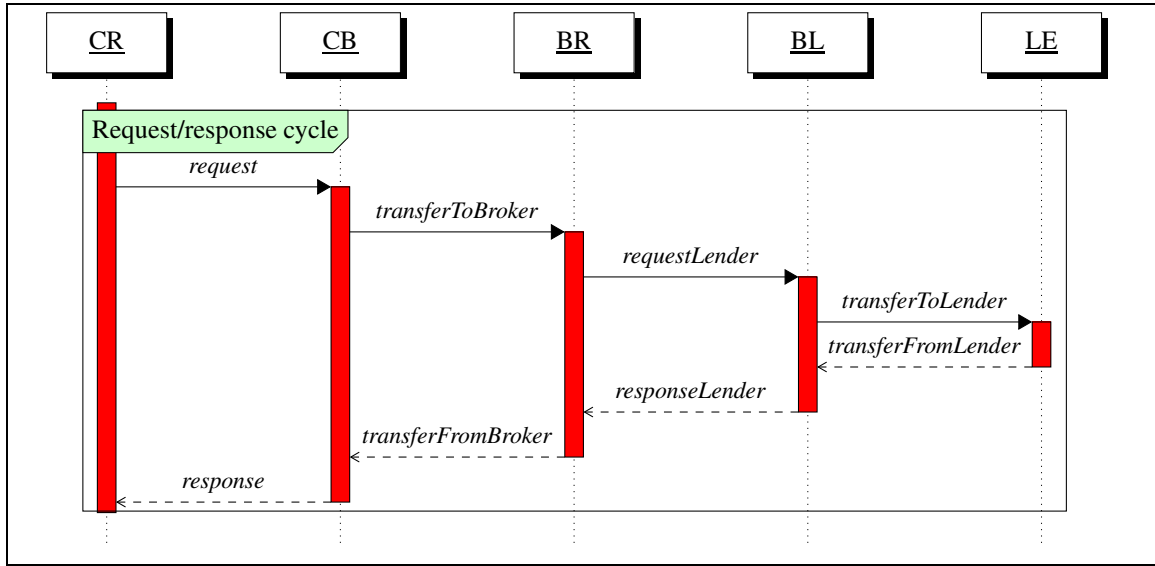 CR
CB
BR
BL
LE
Request/response cycle
request
transferToBroker
requestLender
transferToLender
transferFromLender
responseLender
transferFromBroker
response